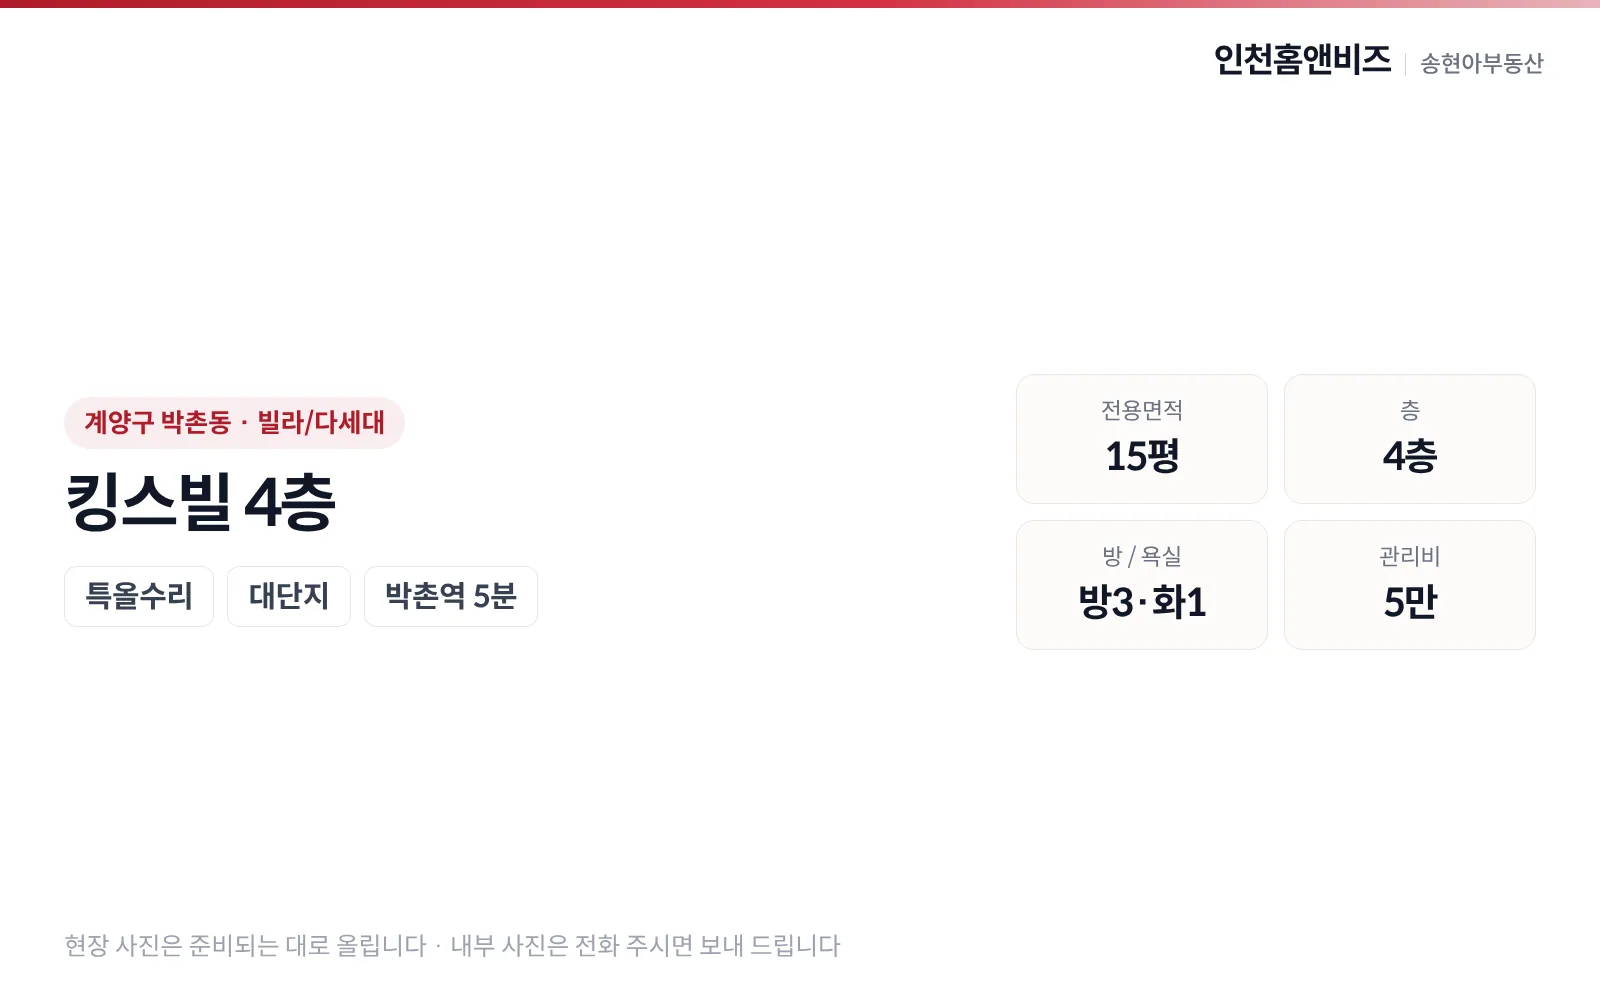 인천홈앤비즈 송현아부동산
계양구 박촌동 · 빌라/다세대
킹스빌 4층
특올수리 대단지 박촌역 5분
전용면적
15평
층
4층
방 / 욕실
방3·화1
관리비
5만
현장 사진은 준비되는 대로 올립니다 · 내부 사진은 전화 주시면 보내 드립니다